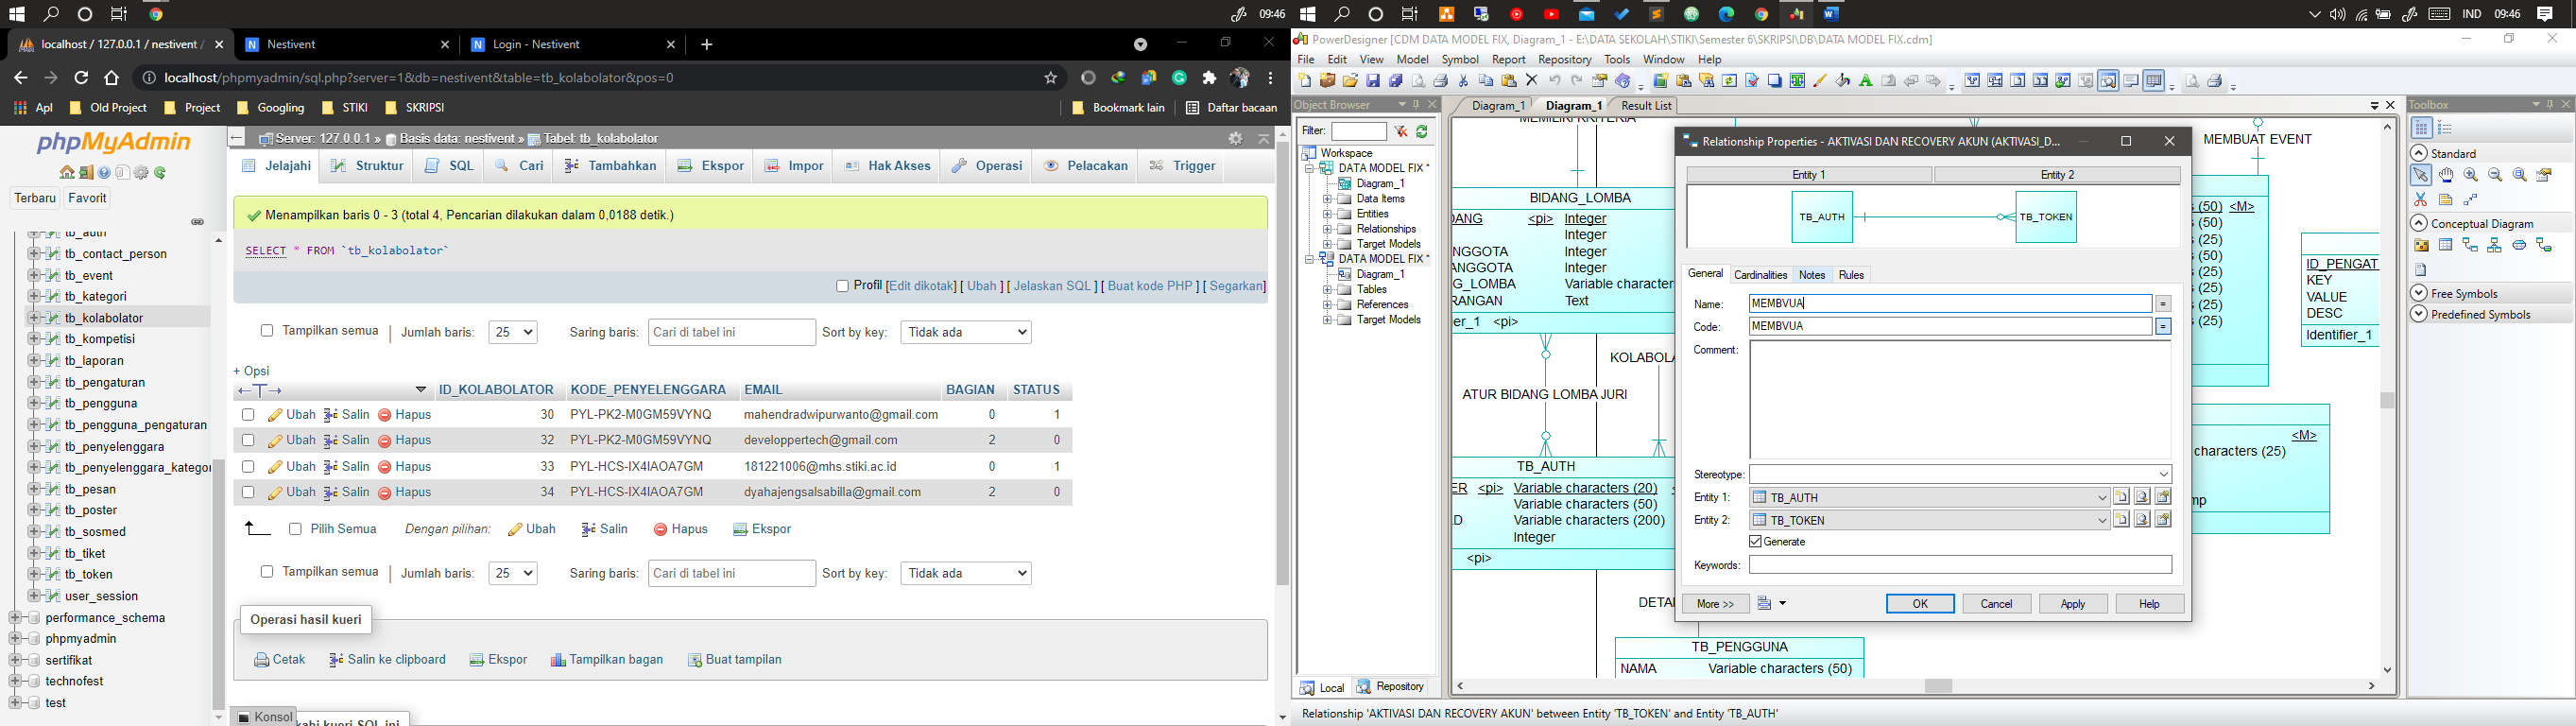 09:46
IND 09:46
localhost / 127.0.0.1 / nestivent /
Nestivent
Login - Nestivent
localhost/phpmyadmin/sql.php?server=1&db=nestivent&table=tb_kolabolator&pos=0
Apl Old Project Project Googling STIKI SKRIPSI Bookmark lain Daftar bacaan
phpMyAdmin
Terbaru Favorit
tb_auth
tb_contact_person
tb_event
tb_kategori
tb_kolabolator
tb_kompetisi
tb_laporan
tb_pengaturan
tb_pengguna
tb_pengguna_pengaturan
tb_penyelenggara
tb_penyelenggara_kategor
tb_pesan
tb_poster
tb_sosmed
tb_tiket
tb_token
user_session
performance_schema
phpmyadmin
sertifikat
technofest
test
Server: 127.0.0.1 » Basis data: nestivent » Tabel: tb_kolabolator
Jelajahi Struktur SQL Cari Tambahkan Ekspor Impor Hak Akses Operasi Pelacakan Trigger
Menampilkan baris 0 - 3 (total 4, Pencarian dilakukan dalam 0,0188 detik.)
SELECT * FROM `tb_kolabolator`
Profil [Edit dikotak] [ Ubah ] [ Jelaskan SQL ] [ Buat kode PHP ] [ Segarkan]
Tampilkan semua | Jumlah baris: 25 Saring baris: Cari di tabel ini Sort by key: Tidak ada
+ Opsi
←T→ ID_KOLABOLATOR KODE_PENYELENGGARA EMAIL BAGIAN STATUS
Ubah Salin Hapus 30 PYL-PK2-M0GM59VYNQ mahendradwipurwanto@gmail.com 0 1
Ubah Salin Hapus 32 PYL-PK2-M0GM59VYNQ developpertech@gmail.com 2 0
Ubah Salin Hapus 33 PYL-HCS-IX4IAOA7GM 181221006@mhs.stiki.ac.id 0 1
Ubah Salin Hapus 34 PYL-HCS-IX4IAOA7GM dyahajengsalsabilla@gmail.com 2 0
Pilih Semua Dengan pilihan: Ubah Salin Hapus Ekspor
Tampilkan semua | Jumlah baris: 25 Saring baris: Cari di tabel ini Sort by key: Tidak ada
Operasi hasil kueri
Cetak Salin ke clipboard Ekspor Tampilkan bagan Buat tampilan
Konsol
PowerDesigner [CDM DATA MODEL FIX, Diagram_1 - E:\DATA SEKOLAH\STIKI\Semester 6\SKRIPSI\DB\DATA MODEL FIX.cdm]
File Edit View Model Symbol Report Repository Tools Window Help
Object Browser
Filter:
Workspace
DATA MODEL FIX *
Diagram_1
Data Items
Entities
Relationships
Target Models
DATA MODEL FIX *
Diagram_1
Tables
References
Target Models
Local Repository
Diagram_1 Diagram_1 Result List
MEMILIKI KRITERIA
BIDANG_LOMBA
DANG <pi> Integer
Integer
NGGOTA Integer
ANGGOTA Integer
G_LOMBA Variable characters
RANGAN Text
er_1 <pi>
KOLABOLA
ATUR BIDANG LOMBA JURI
TB_AUTH
ER <pi> Variable characters (20)
Variable characters (50)
D Variable characters (200)
Integer
<pi>
DETAI
TB_PENGGUNA
NAMA Variable characters (50)
MEMBUAT EVENT
(50) <M>
(50)
(25)
(50)
(25)
(25)
(25)
(25)
ID_PENGAT
KEY
VALUE
DESC
Identifier_1
<M>
characters (25)
mp
Relationship Properties - AKTIVASI DAN RECOVERY AKUN (AKTIVASI_D...
Entity 1 Entity 2
TB_AUTH TB_TOKEN
General Cardinalities Notes Rules
Name: MEMBVUA =
Code: MEMBVUA =
Comment:
Stereotype:
Entity 1: TB_AUTH
Entity 2: TB_TOKEN
Generate
Keywords:
More >> OK Cancel Apply Help
Toolbox
Standard
Conceptual Diagram
Free Symbols
Predefined Symbols
Relationship 'AKTIVASI DAN RECOVERY AKUN' between Entity 'TB_TOKEN' and Entity 'TB_AUTH'